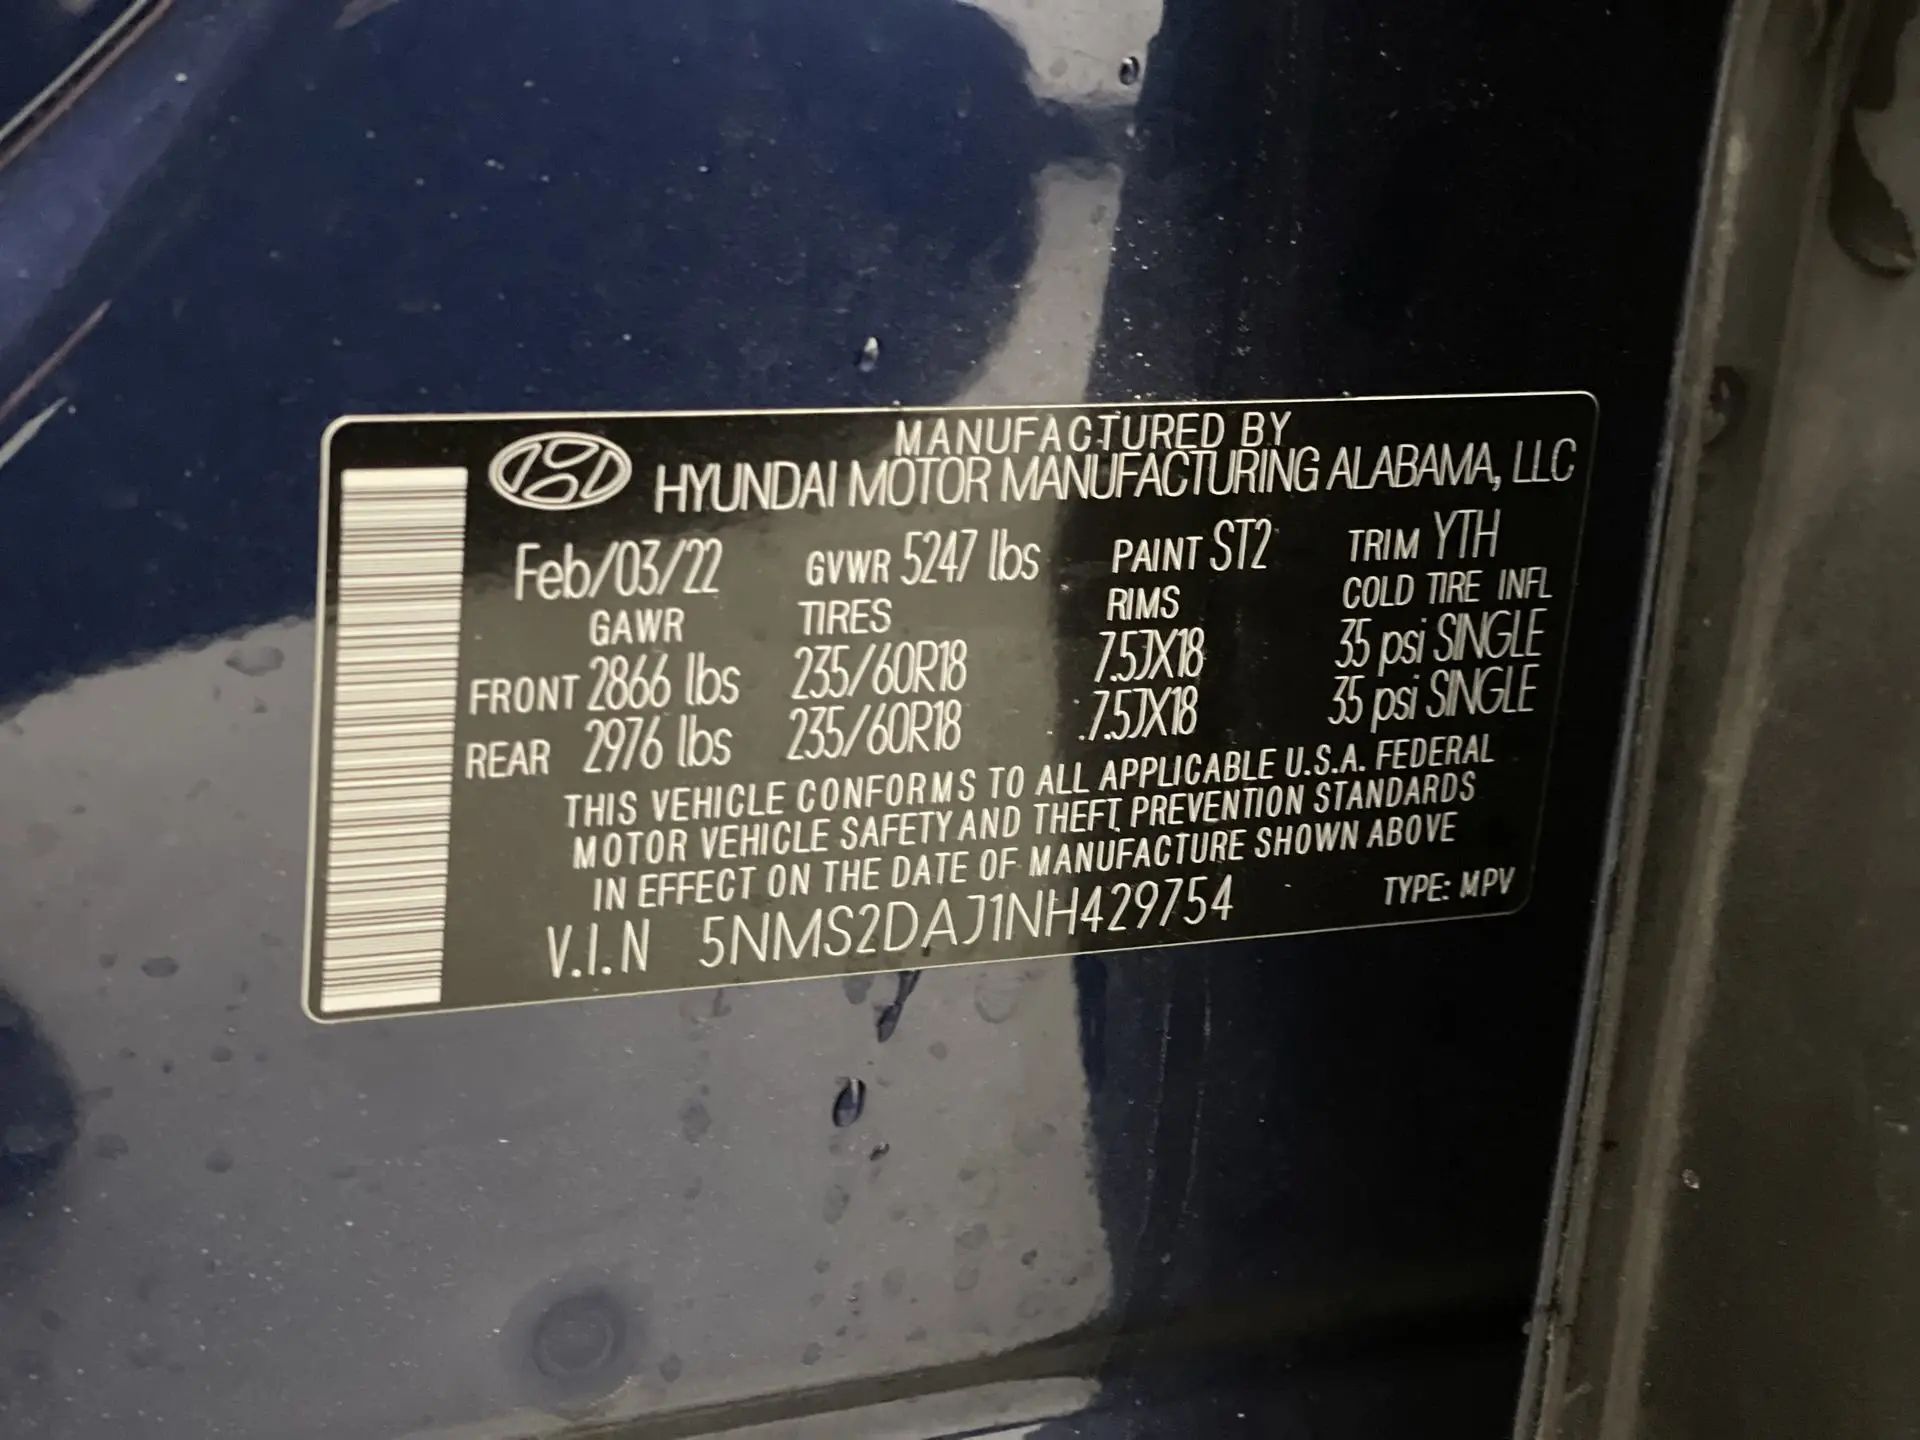 MANUFACTURED BY
HYUNDAI MOTOR MANUFACTURING ALABAMA, LLC
Feb/03/22 GVWR 5247 lbs PAINT ST2 TRIM YTH
GAWR TIRES RIMS COLD TIRE INFL
FRONT 2866 lbs 235/60R18 7.5JX18 35 psi SINGLE
REAR 2976 lbs 235/60R18 7.5JX18 35 psi SINGLE
THIS VEHICLE CONFORMS TO ALL APPLICABLE U.S.A. FEDERAL
MOTOR VEHICLE SAFETY AND THEFT PREVENTION STANDARDS
IN EFFECT ON THE DATE OF MANUFACTURE SHOWN ABOVE
V.I.N 5NMS2DAJ1NH429754 TYPE: MPV